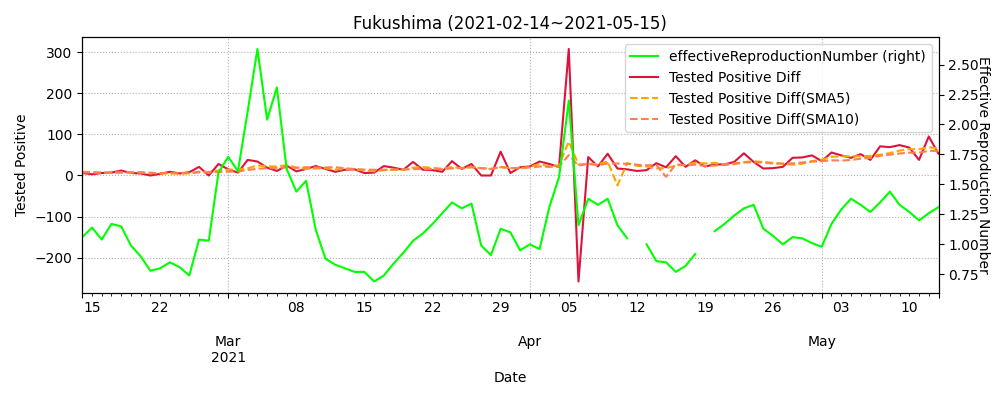 Fukushima (2021-02-14~2021-05-15)
effectiveReproductionNumber (right)
Tested Positive Diff
Tested Positive Diff(SMA5)
Tested Positive Diff(SMA10)
Tested Positive
300
200
100
0
−100
−200
2.50
2.25
2.00
1.75
1.50
1.25
1.00
0.75
Effective Reproduction Number
15 22 08 15 22 29 05 12 19 26 03 10
Mar Apr May
2021
Date